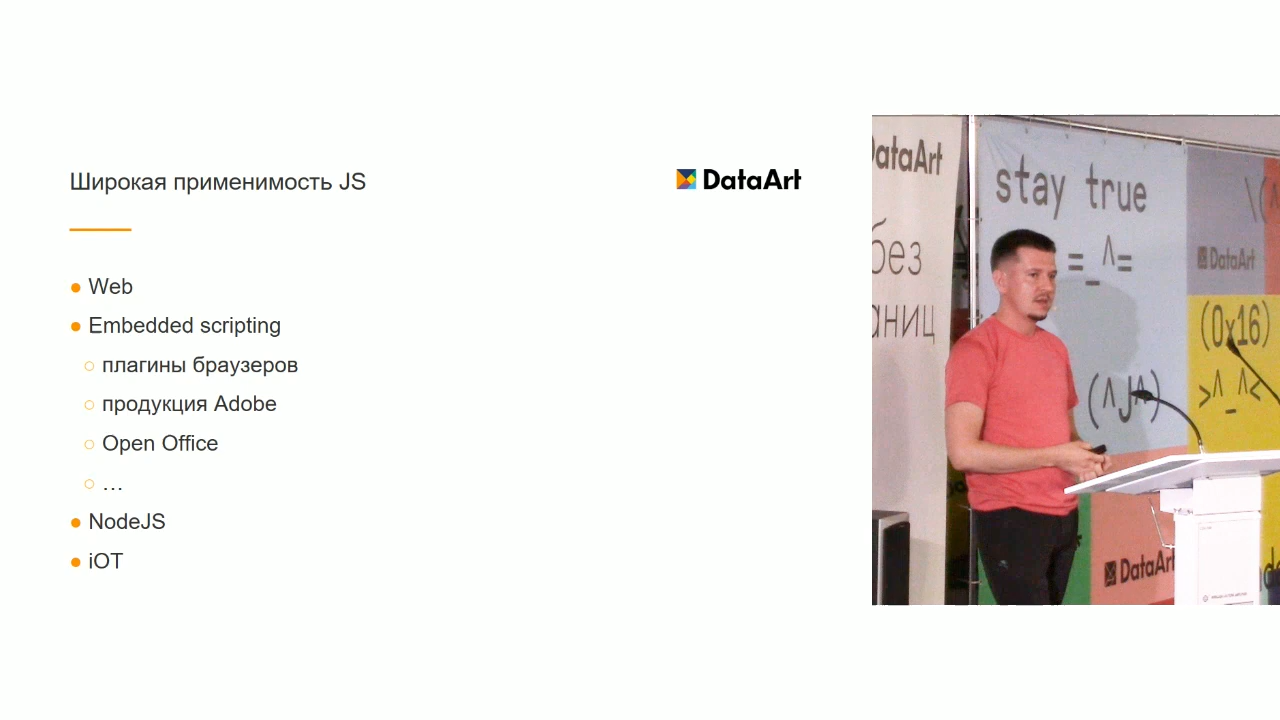 Широкая применимость JS
DataArt
● Web
● Embedded scripting
○ плагины браузеров
○ продукция Adobe
○ Open Office
○ …
● NodeJS
● iOT
DataArt
без
stay true
=_^=
(^J^)
DataArt
(0x16)
>^_^<
DataArt